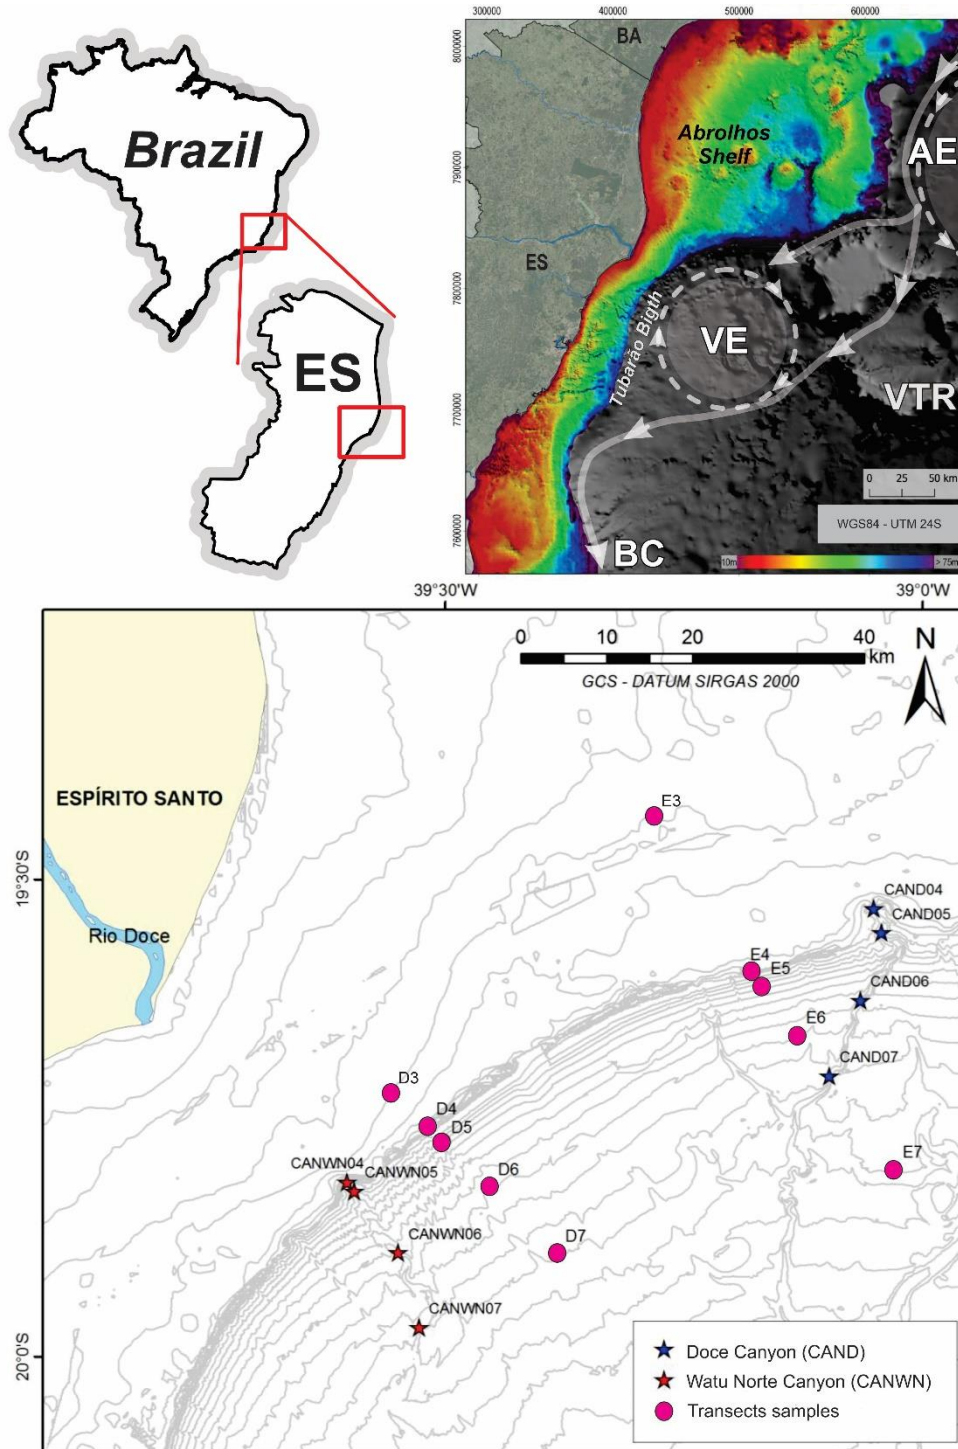 Brazil
ES
300000
400000
500000
600000
8000000
7900000
7800000
7700000
7600000
BA
Abrolhos
Shelf
AE
ES
Tubarão Bigth
VE
VTR
0 25 50 km
WGS84 - UTM 24S
BC
10m
> 75m
39°30'W
39°0'W
0 10 20 40
km
GCS - DATUM SIRGAS 2000
N
ESPÍRITO SANTO
E3
19°30'S
CAND04
CAND05
Rio Doce
E4
E5
CAND06
E6
CAND07
D3
D4
D5
CANWN04
CANWN05
D6
E7
CANWN06
D7
CANWN07
20°0'S
Doce Canyon (CAND)
Watu Norte Canyon (CANWN)
Transects samples